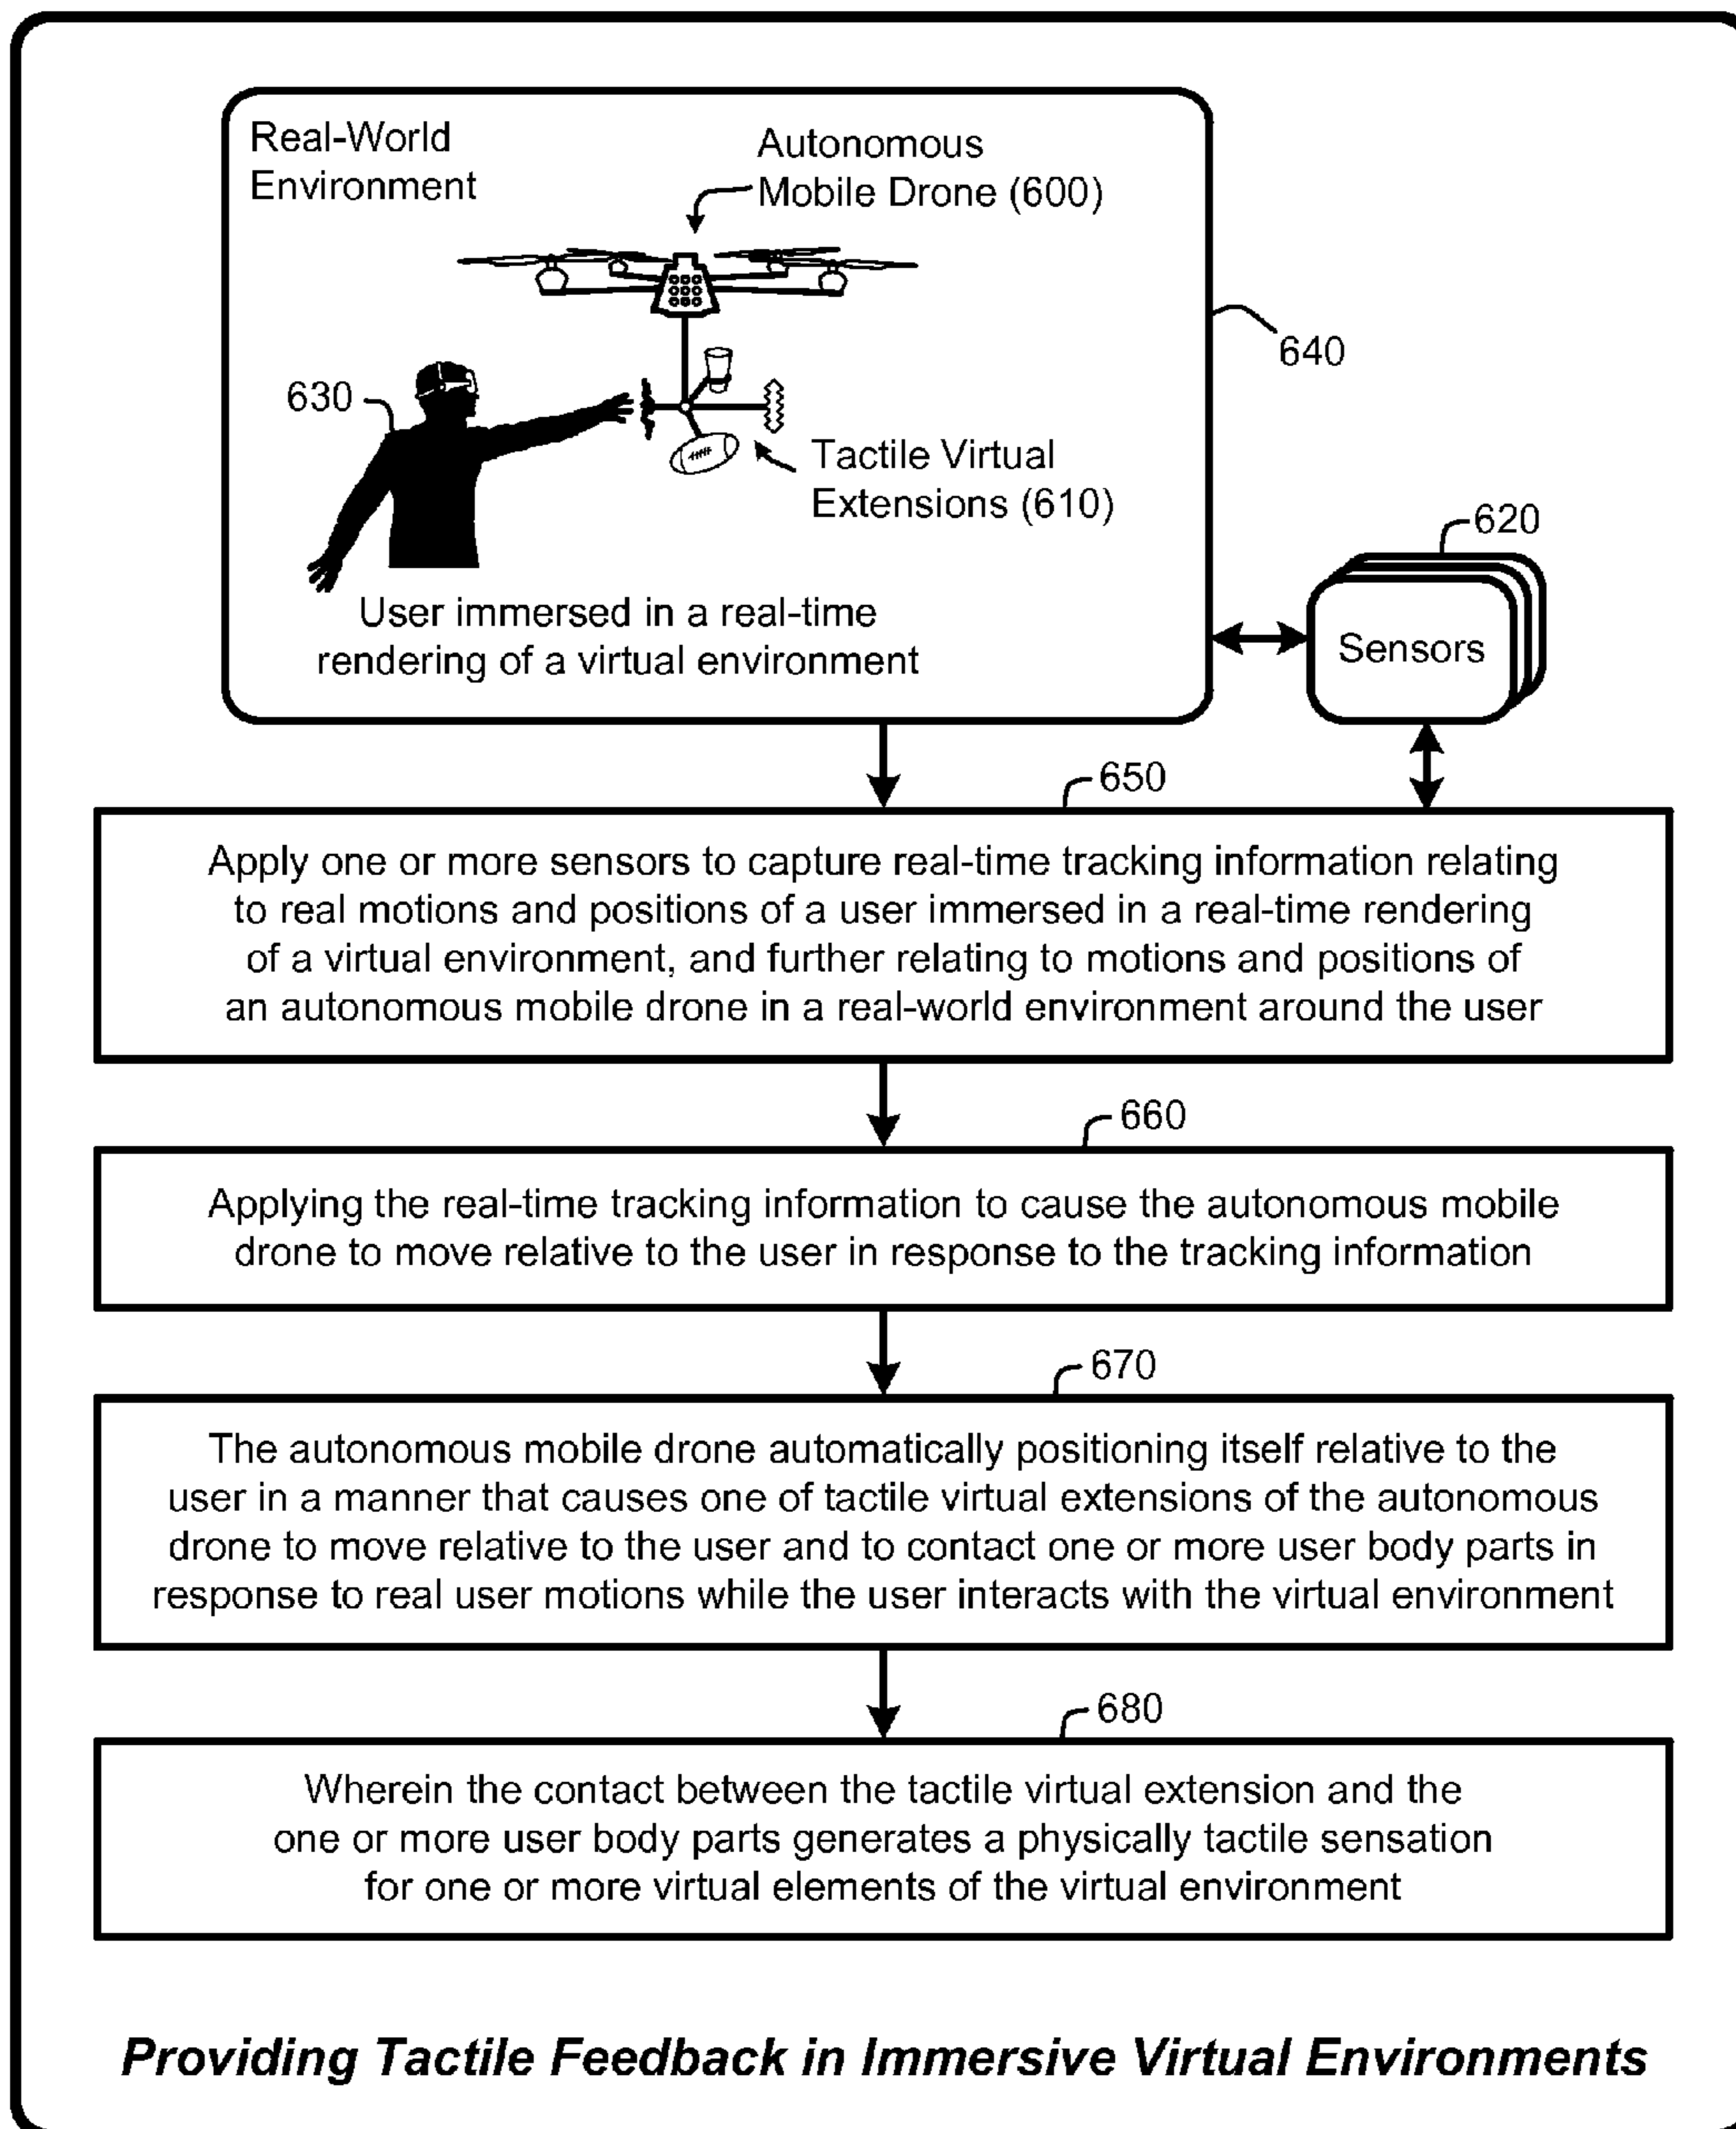 Real-World
Environment
Autonomous
Mobile Drone (600)
640
630
Tactile Virtual
Extensions (610)
620
User immersed in a real-time
rendering of a virtual environment
Sensors
650
Apply one or more sensors to capture real-time tracking information relating
to real motions and positions of a user immersed in a real-time rendering
of a virtual environment, and further relating to motions and positions of
an autonomous mobile drone in a real-world environment around the user
660
Applying the real-time tracking information to cause the autonomous mobile
drone to move relative to the user in response to the tracking information
670
The autonomous mobile drone automatically positioning itself relative to the
user in a manner that causes one of tactile virtual extensions of the autonomous
drone to move relative to the user and to contact one or more user body parts in
response to real user motions while the user interacts with the virtual environment
680
Wherein the contact between the tactile virtual extension and the
one or more user body parts generates a physically tactile sensation
for one or more virtual elements of the virtual environment
Providing Tactile Feedback in Immersive Virtual Environments